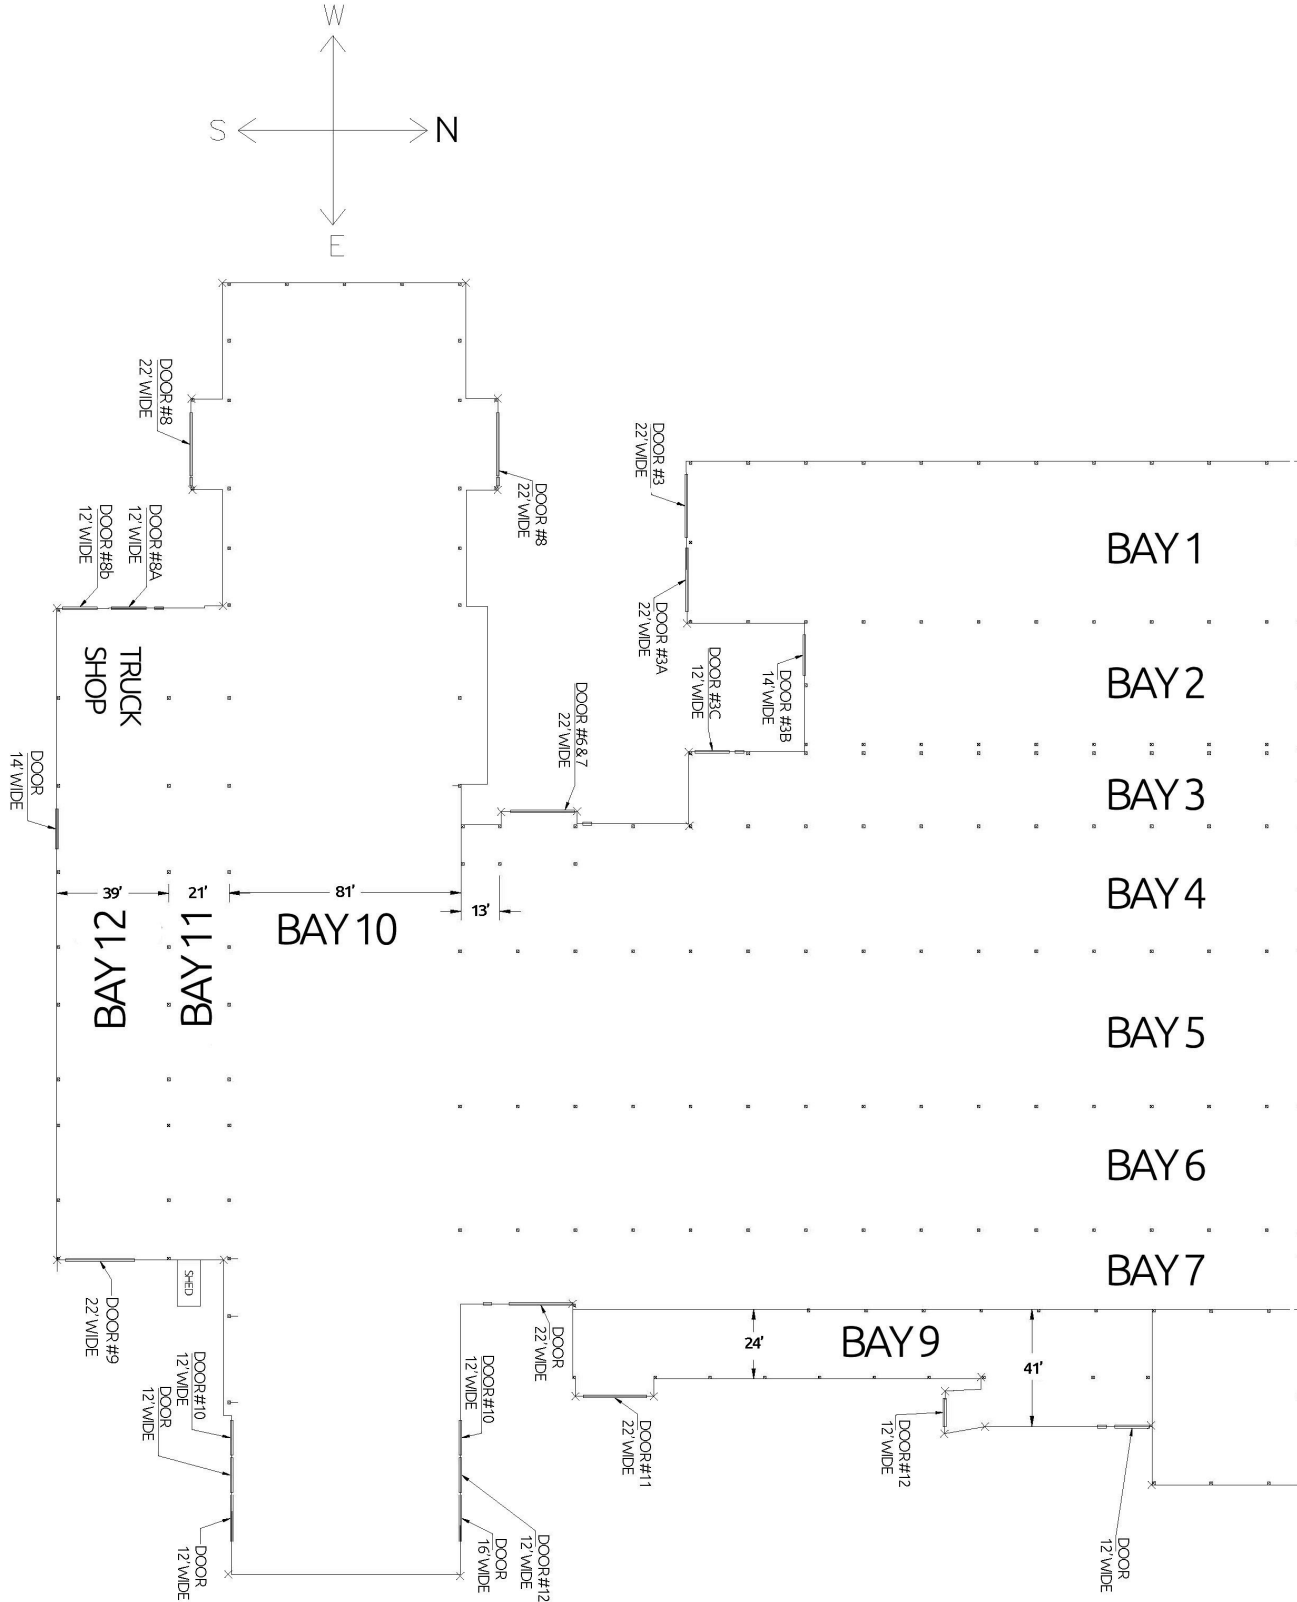 W
S
N
E
DOOR #8
22'WIDE
DOOR #8
22'WIDE
DOOR #3
22'WIDE
DOOR #8A
12'WIDE
DOOR #8b
12'WIDE
BAY 1
DOOR #3A
22'WIDE
DOOR #3C
12'WIDE
DOOR #3B
14'WIDE
TRUCK
SHOP
BAY 2
DOOR #6&7
22'WIDE
DOOR
14'WIDE
BAY 3
39'
21'
81'
13'
BAY 4
BAY 12
BAY 11
BAY 10
BAY 5
BAY 6
BAY 7
SHED
DOOR #9
22'WIDE
DOOR
22'WIDE
24'
BAY 9
41'
DOOR#10
12'WIDE
DOOR
12'WIDE
DOOR#10
12'WIDE
DOOR#11
22'WIDE
DOOR#12
12'WIDE
DOOR
12'WIDE
DOOR
16'WIDE
DOOR#12
12'WIDE
DOOR
12'WIDE